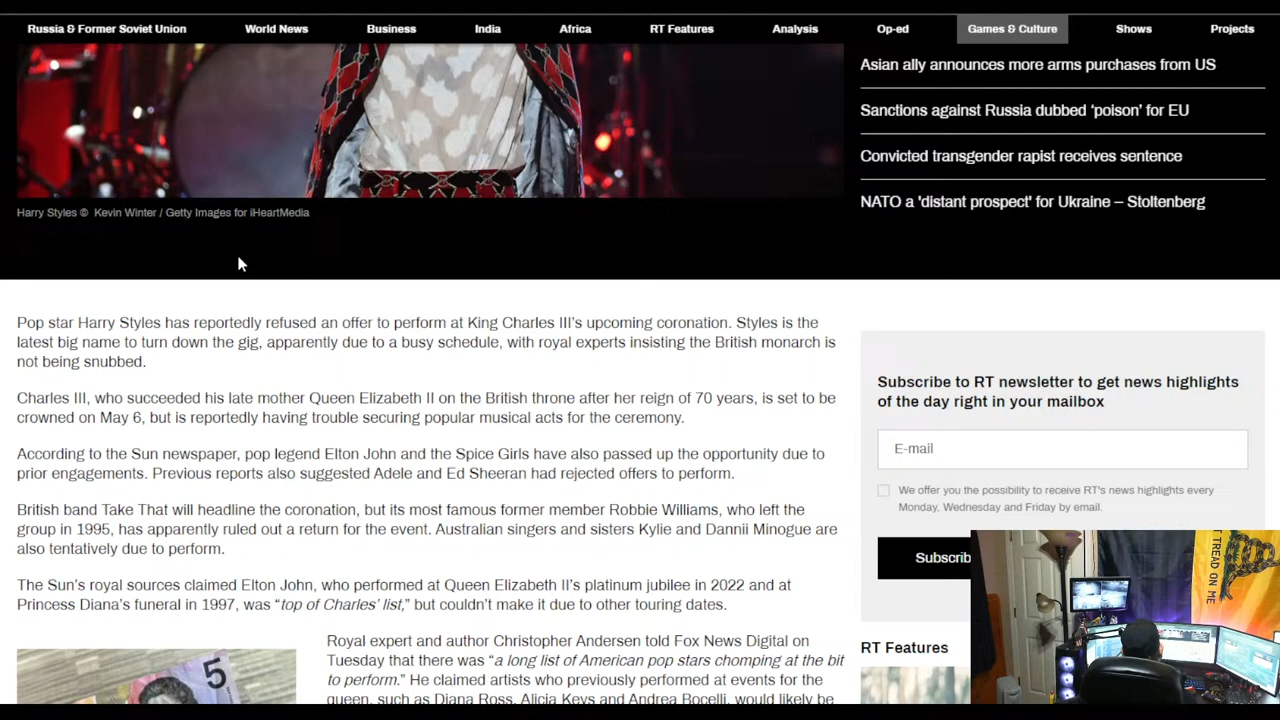 Russia & Former Soviet Union World News Business India Africa RT Features Analysis Op-ed Games & Culture Shows Projects
Asian ally announces more arms purchases from US
Sanctions against Russia dubbed ‘poison’ for EU
Convicted transgender rapist receives sentence
NATO a 'distant prospect' for Ukraine – Stoltenberg
Harry Styles © Kevin Winter / Getty Images for iHeartMedia
Pop star Harry Styles has reportedly refused an offer to perform at King Charles III’s upcoming coronation. Styles is the
latest big name to turn down the gig, apparently due to a busy schedule, with royal experts insisting the British monarch is
not being snubbed.
Charles III, who succeeded his late mother Queen Elizabeth II on the British throne after her reign of 70 years, is set to be
crowned on May 6, but is reportedly having trouble securing popular musical acts for the ceremony.
According to the Sun newspaper, pop legend Elton John and the Spice Girls have also passed up the opportunity due to
prior engagements. Previous reports also suggested Adele and Ed Sheeran had rejected offers to perform.
British band Take That will headline the coronation, but its most famous former member Robbie Williams, who left the
group in 1995, has apparently ruled out a return for the event. Australian singers and sisters Kylie and Dannii Minogue are
also tentatively due to perform.
The Sun’s royal sources claimed Elton John, who performed at Queen Elizabeth II’s platinum jubilee in 2022 and at
Princess Diana’s funeral in 1997, was “top of Charles’ list,” but couldn’t make it due to other touring dates.
5
Royal expert and author Christopher Andersen told Fox News Digital on
Tuesday that there was “a long list of American pop stars chomping at the bit
to perform.” He claimed artists who previously performed at events for the
queen, such as Diana Ross, Alicia Keys and Andrea Bocelli, would likely be
Subscribe to RT newsletter to get news highlights
of the day right in your mailbox
E-mail
We offer you the possibility to receive RT's news highlights every
Monday, Wednesday and Friday by email.
Subscrib
RT Features
T TREAD ON ME